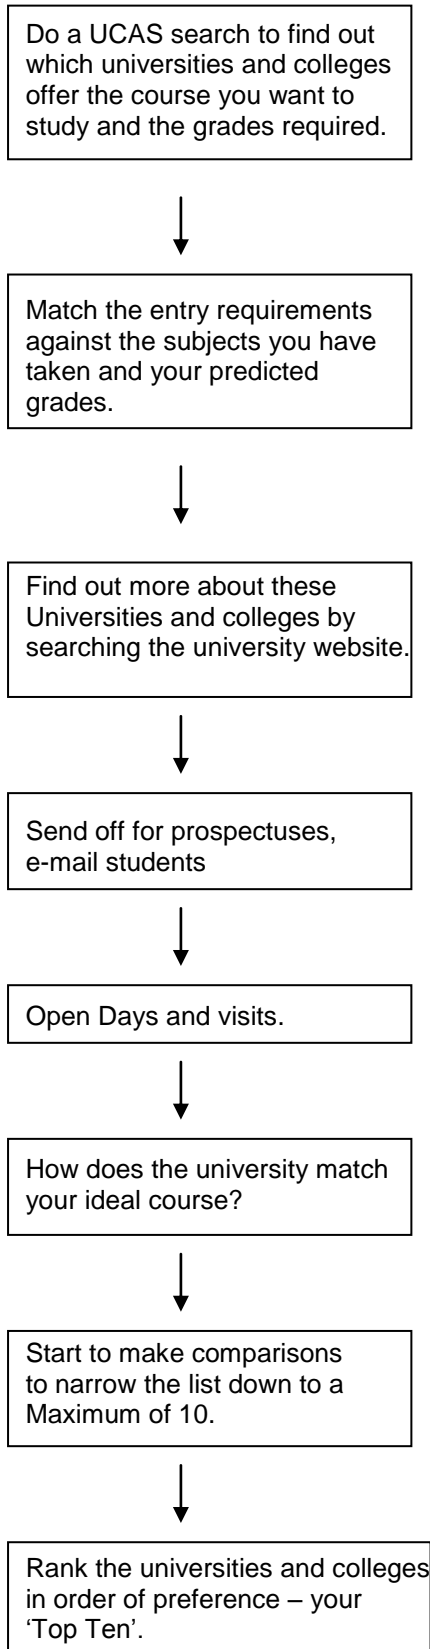 Do a UCAS search to find out
which universities and colleges
offer the course you want to
study and the grades required.
Match the entry requirements
against the subjects you have
taken and your predicted
grades.
Find out more about these
Universities and colleges by
searching the university website.
Send off for prospectuses,
e-mail students
Open Days and visits.
How does the university match
your ideal course?
Start to make comparisons
to narrow the list down to a
Maximum of 10.
Rank the universities and colleges
in order of preference – your
‘Top Ten’.